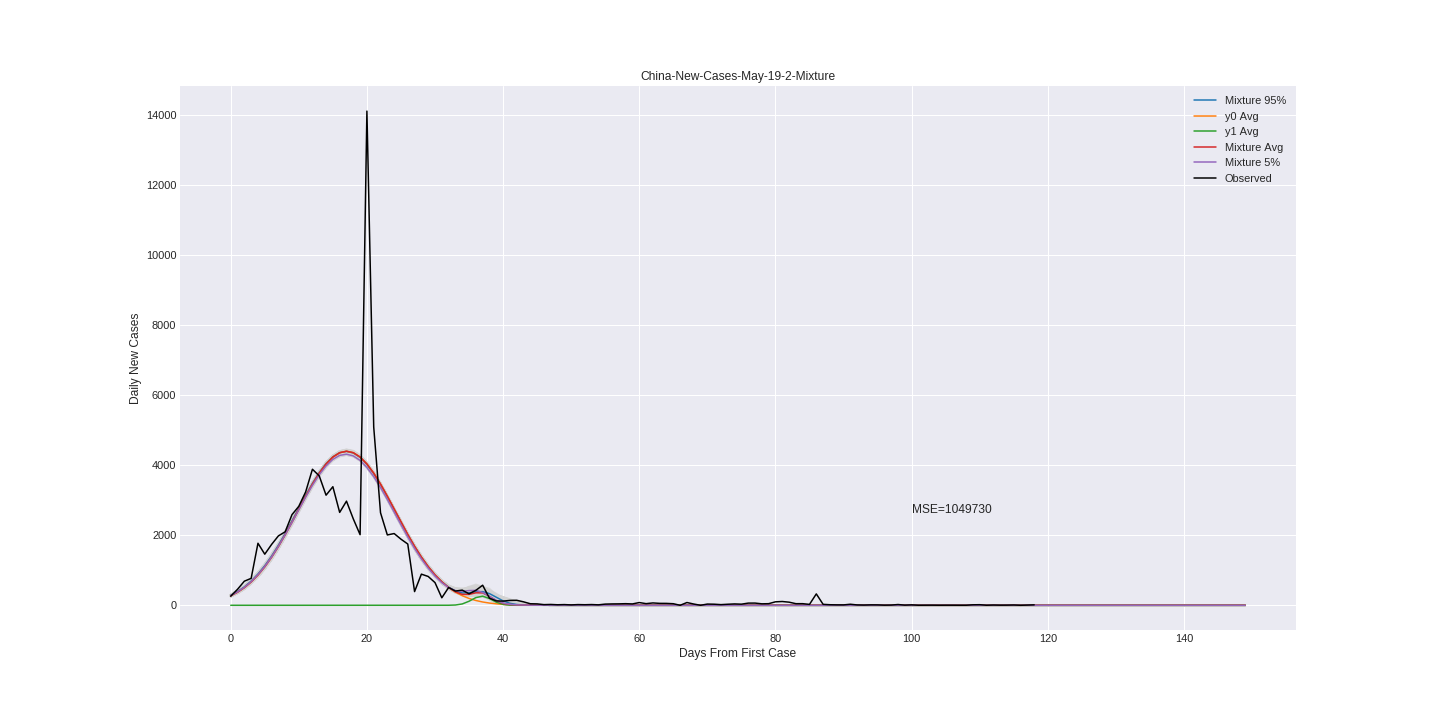 China-New-Cases-May-19-2-Mixture
Mixture 95%
y0 Avg
y1 Avg
Mixture Avg
Mixture 5%
Observed
14000
12000
10000
8000
6000
4000
2000
0
Daily New Cases
MSE=1049730
0 20 40 60 80 100 120 140
Days From First Case